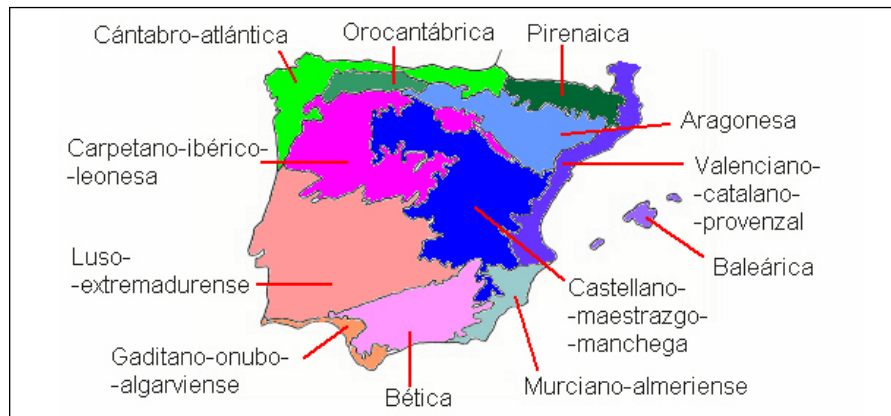 Cántabro-atlántica
Orocantábrica
Pirenaica
Aragonesa
Carpetano-ibérico-
-leonesa
Valenciano-
-catalano-
-provenzal
Baleárica
Luso-
-extremadurense
Castellano-
-maestrazgo-
-manchega
Gaditano-onubo-
-algarviense
Bética
Murciano-almeriense